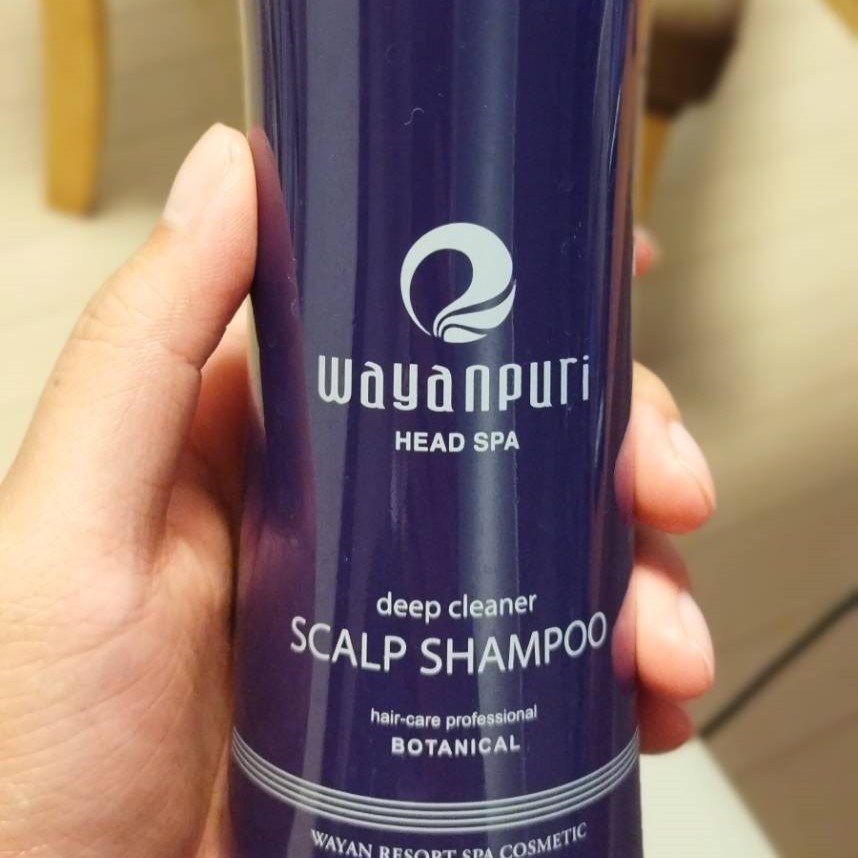 wayanpuri
HEAD SPA
deep cleaner
SCALP SHAMPOO
hair-care professional
BOTANICAL
WAYAN RESORT SPA COSMETIC